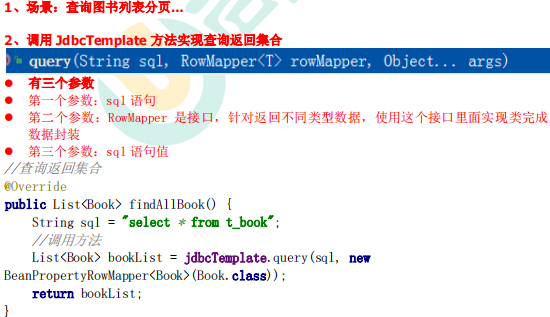 1、场景：查询图书列表分页…
2、调用 JdbcTemplate 方法实现查询返回集合
query(String sql, RowMapper<T> rowMapper, Object... args)
● 有三个参数
● 第一个参数：sql 语句
● 第二个参数：RowMapper 是接口，针对返回不同类型数据，使用这个接口里面实现类完成
数据封装
● 第三个参数：sql 语句值
//查询返回集合
@Override
public List<Book> findAllBook() {
    String sql = "select * from t_book";
    //调用方法
    List<Book> bookList = jdbcTemplate.query(sql, new
BeanPropertyRowMapper<Book>(Book.class));
    return bookList;
}